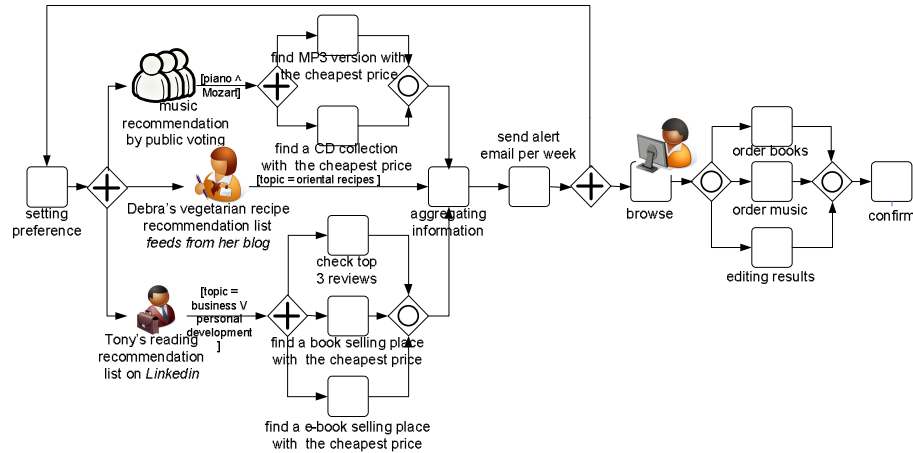 find MP3 version with
the cheapest price
[piano ^
Mozart]
music
recommendation
by public voting
find a CD collection
with the cheapest price
[topic = oriental recipes ]
send alert
email per week
setting
preference
Debra's vegetarian recipe
recommendation list
feeds from her blog
aggregating
information
browse
order books
order music
editing results
confirm
check top
3 reviews
[topic =
business V
personal
development
]
Tony's reading
recommendation
list on Linkedin
find a book selling place
with the cheapest price
find a e-book selling place
with the cheapest price